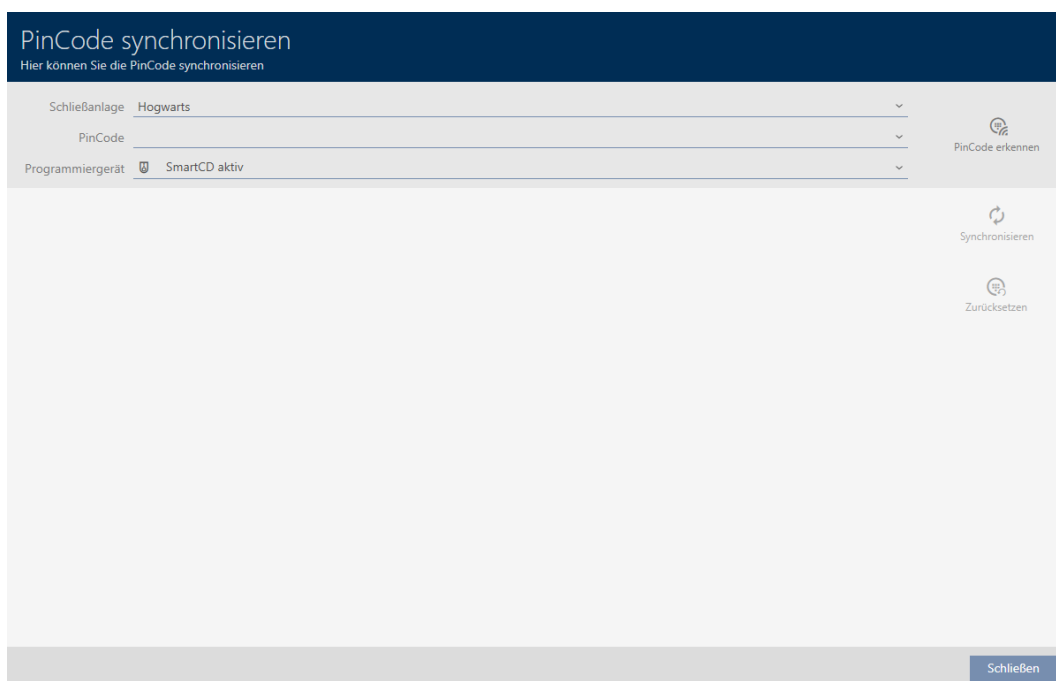 PinCode synchronisieren
Hier können Sie die PinCode synchronisieren
Schließanlage Hogwarts
PinCode
PinCode erkennen
Programmiergerät SmartCD aktiv
Synchronisieren
Zurücksetzen
Schließen